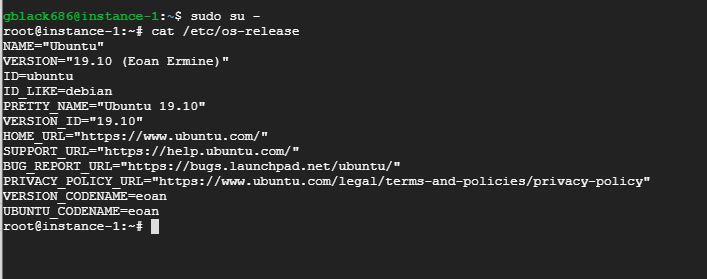 gblack686@instance-1:~$ sudo su -
root@instance-1:~# cat /etc/os-release
NAME="Ubuntu"
VERSION="19.10 (Eoan Ermine)"
ID=ubuntu
ID_LIKE=debian
PRETTY_NAME="Ubuntu 19.10"
VERSION_ID="19.10"
HOME_URL="https://www.ubuntu.com/"
SUPPORT_URL="https://help.ubuntu.com/"
BUG_REPORT_URL="https://bugs.launchpad.net/ubuntu/"
PRIVACY_POLICY_URL="https://www.ubuntu.com/legal/terms-and-policies/privacy-policy"
VERSION_CODENAME=eoan
UBUNTU_CODENAME=eoan
root@instance-1:~#